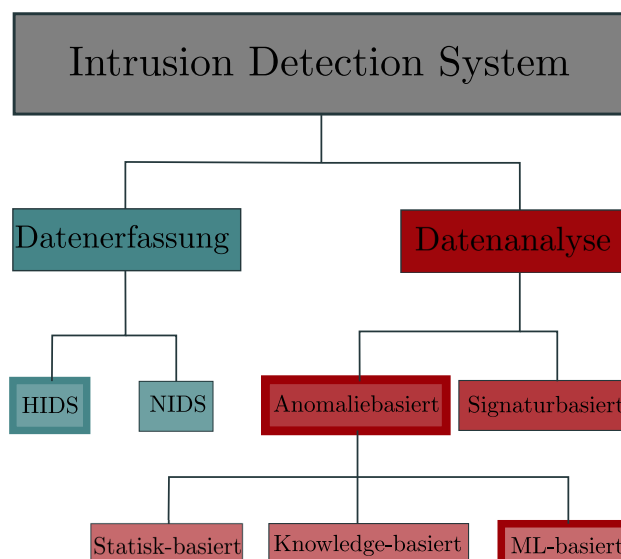 Intrusion Detection System
Datenerfassung
Datenanalyse
HIDS
NIDS
Anomaliebasiert
Signaturbasiert
Statisk-basiert
Knowledge-basiert
ML-basiert